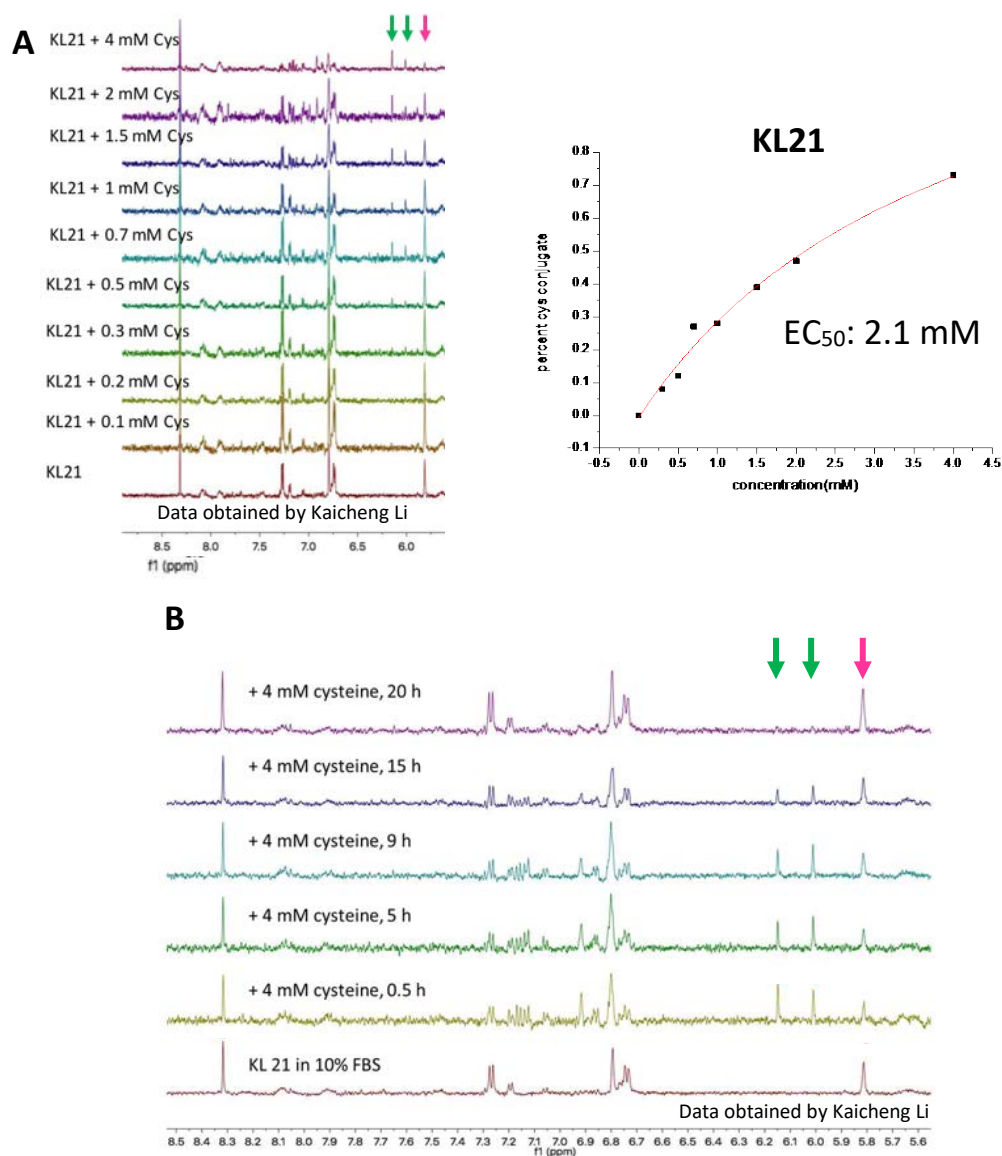 A
KL21 + 4 mM Cys
KL21 + 2 mM Cys
KL21 + 1.5 mM Cys
KL21 + 1 mM Cys
KL21 + 0.7 mM Cys
KL21 + 0.5 mM Cys
KL21 + 0.3 mM Cys
KL21 + 0.2 mM Cys
KL21 + 0.1 mM Cys
KL21
Data obtained by Kaicheng Li
8.5 8.0 7.5 7.0 6.5 6.0
f1 (ppm)
KL21
0.8
0.7
0.6
0.5
0.4
0.3
0.2
0.1
0.0
-0.1
percent cys conjugate
EC50: 2.1 mM
-0.5 0.0 0.5 1.0 1.5 2.0 2.5 3.0 3.5 4.0 4.5
concentration(mM)
B
+ 4 mM cysteine, 20 h
+ 4 mM cysteine, 15 h
+ 4 mM cysteine, 9 h
+ 4 mM cysteine, 5 h
+ 4 mM cysteine, 0.5 h
KL 21 in 10% FBS
Data obtained by Kaicheng Li
8.5 8.4 8.3 8.2 8.1 8.0 7.9 7.8 7.7 7.6 7.5 7.4 7.3 7.2 7.1 7.0 6.9 6.8 6.7 6.6 6.5 6.4 6.3 6.2 6.1 6.0 5.9 5.8 5.7 5.6
f1 (ppm)